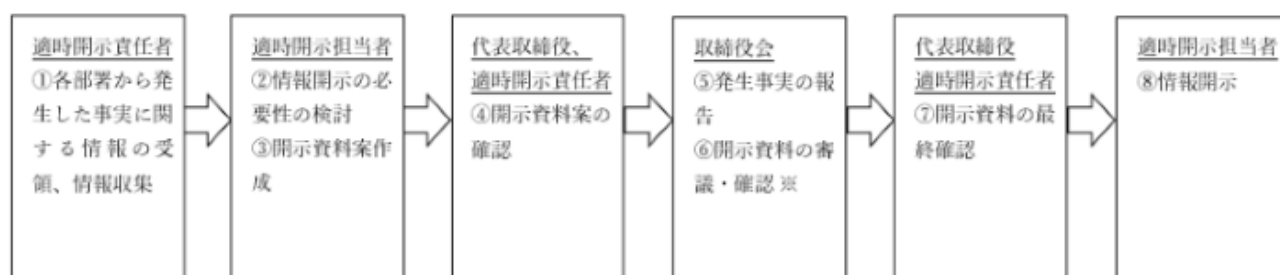 適時開示責任者
①各部署から発
生した事実に関
する情報の受
領、情報収集
適時開示担当者
②情報開示の必
要性の検討
③開示資料案作
成
代表取締役、
適時開示責任者
④開示資料案の
確認
取締役会
⑤発生事実の報
告
⑥開示資料の審
議・確認 ※
代表取締役
適時開示責任者
⑦開示資料の最
終確認
適時開示担当者
⑧情報開示